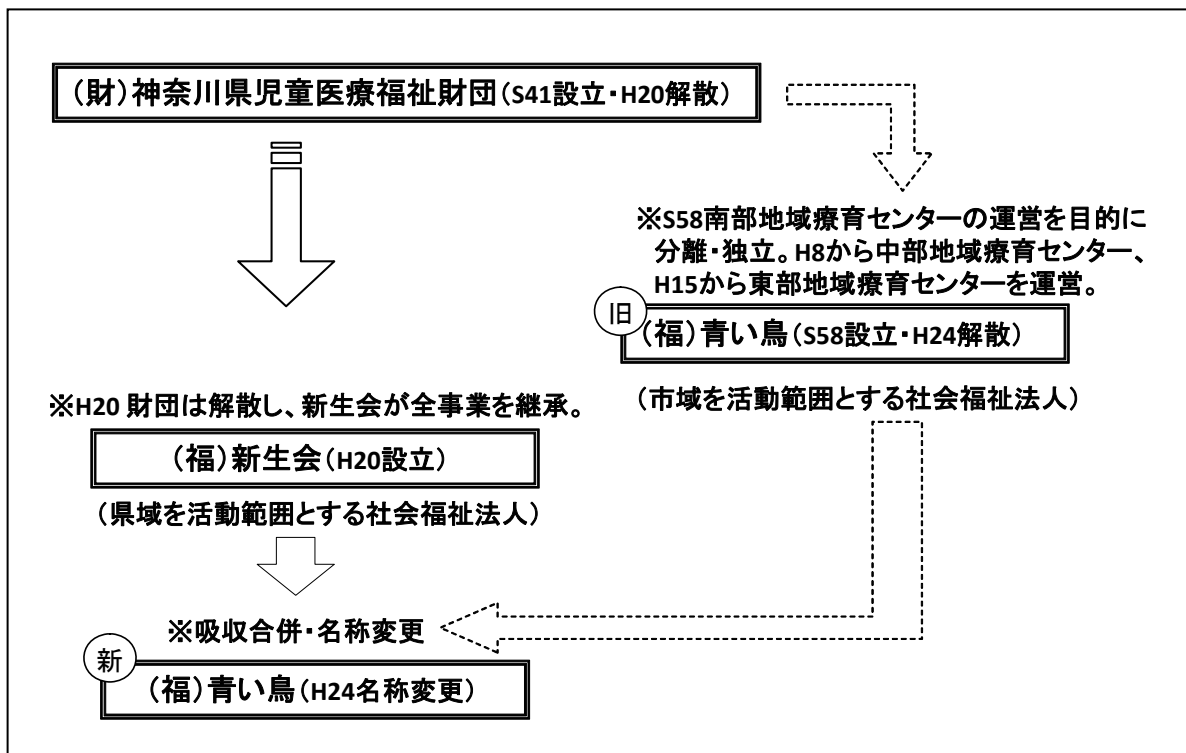 (財)神奈川県児童医療福祉財団(S41設立・H20解散)
※S58南部地域療育センターの運営を目的に
分離・独立。H8から中部地域療育センター、
H15から東部地域療育センターを運営。
旧
(福)青い鳥(S58設立・H24解散)
(市域を活動範囲とする社会福祉法人)
※H20 財団は解散し、新生会が全事業を継承。
(福)新生会(H20設立)
(県域を活動範囲とする社会福祉法人)
※吸収合併・名称変更
新
(福)青い鳥(H24名称変更)